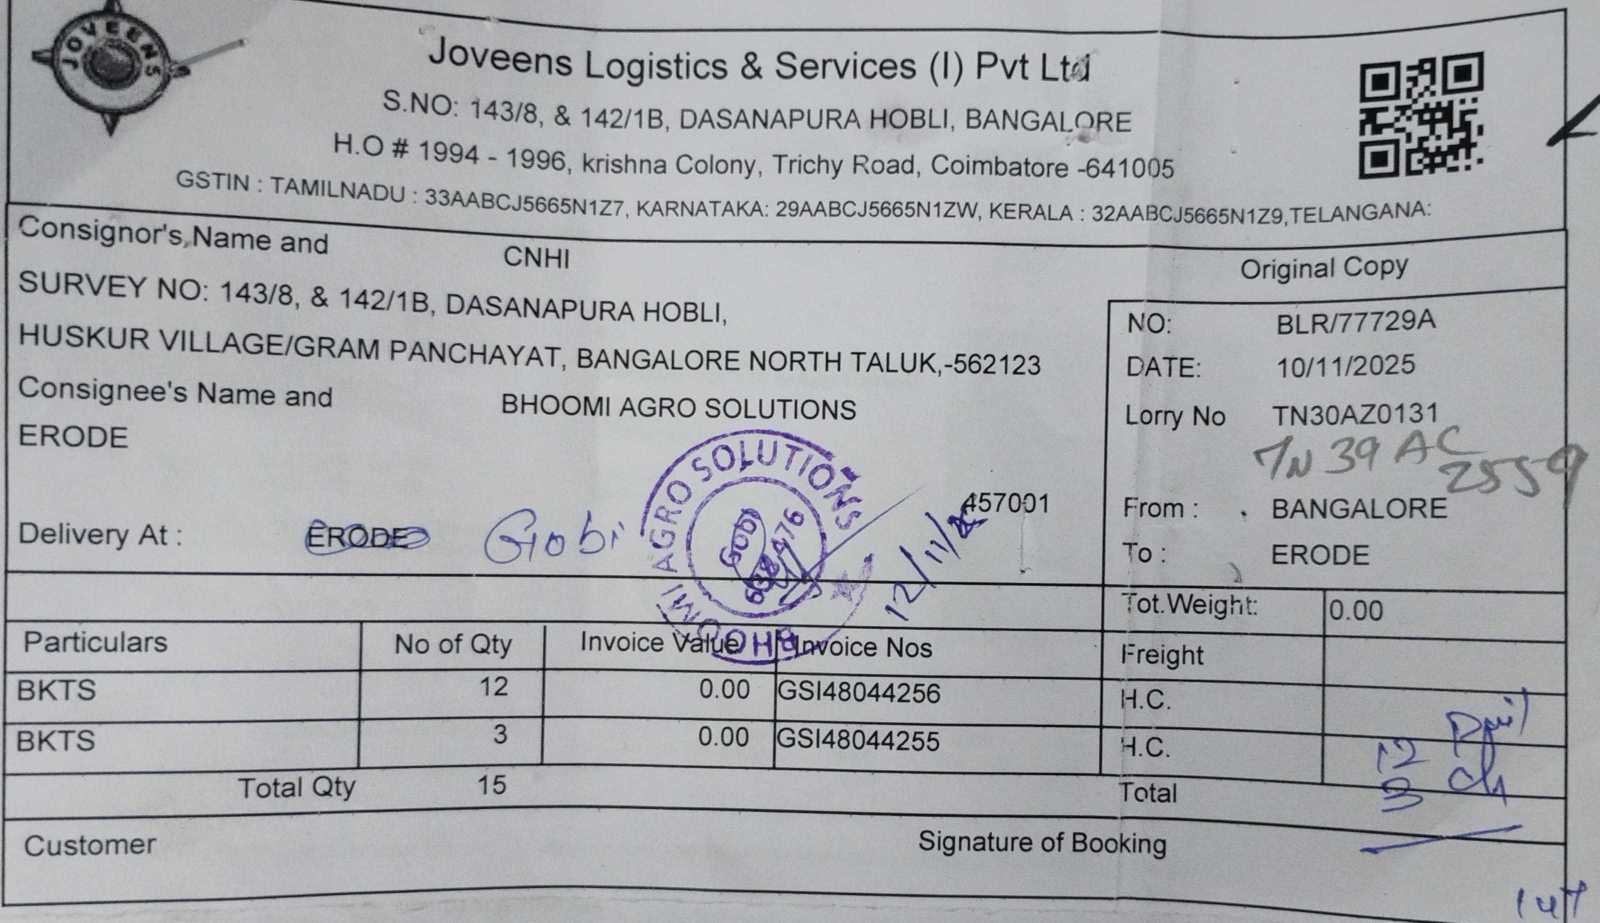 JOVEENS
Joveens Logistics & Services (I) Pvt Ltd
S.NO: 143/8, & 142/1B, DASANAPURA HOBLI, BANGALORE
H.O # 1994 - 1996, krishna Colony, Trichy Road, Coimbatore -641005
GSTIN : TAMILNADU : 33AABCJ5665N1Z7, KARNATAKA: 29AABCJ5665N1ZW, KERALA : 32AABCJ5665N1Z9,TELANGANA:
Consignor's Name and CNHI
Original Copy
SURVEY NO: 143/8, & 142/1B, DASANAPURA HOBLI,
HUSKUR VILLAGE/GRAM PANCHAYAT, BANGALORE NORTH TALUK,-562123
Consignee's Name and BHOOMI AGRO SOLUTIONS
ERODE
457001
Delivery At : ERODE Gobi
BHOOMI AGRO SOLUTIONS
Gobi
638476
12/11/25
NO: BLR/77729A
DATE: 10/11/2025
Lorry No TN30AZ0131
TN 39 AC 2559
From : BANGALORE
To : ERODE
Tot.Weight: 0.00
Particulars No of Qty Invoice Value Invoice Nos Freight
BKTS 12 0.00 GSI48044256 H.C.
BKTS 3 0.00 GSI48044255 H.C.
12
3
Total Qty 15 Total
Customer Signature of Booking
147